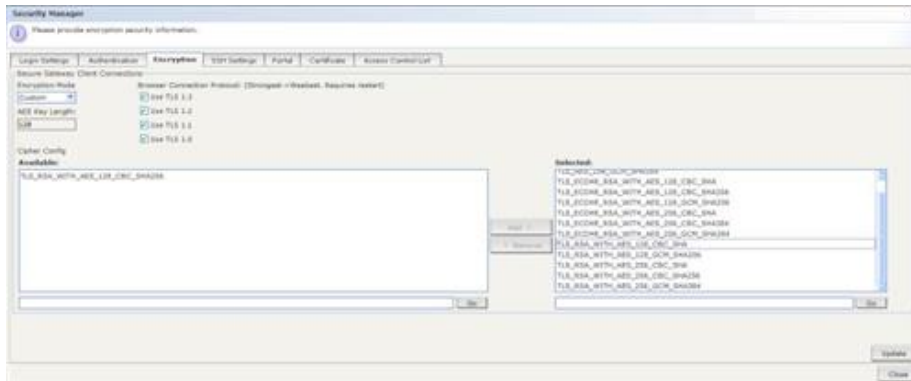 Security Manager
Please provide encryption security information.
Login Settings Authentication Encryption SSH Settings Portal Certificate Access Control List
Secure Gateway Client Connections
Encryption Mode Browser Connection Protocol: (Strongest->Weakest. Requires restart)
Custom Use TLS 1.3
AES Key Length: Use TLS 1.2
128 Use TLS 1.1
Use TLS 1.0
Cipher Config
Available: Selected:
TLS_RSA_WITH_AES_128_CBC_SHA256
TLS_ECDHE_RSA_WITH_AES_128_CBC_SHA
TLS_ECDHE_RSA_WITH_AES_128_CBC_SHA256
TLS_ECDHE_RSA_WITH_AES_128_GCM_SHA256
TLS_ECDHE_RSA_WITH_AES_256_CBC_SHA
TLS_ECDHE_RSA_WITH_AES_256_CBC_SHA384
TLS_ECDHE_RSA_WITH_AES_256_GCM_SHA384
Add >
< Remove
TLS_RSA_WITH_AES_128_CBC_SHA
TLS_RSA_WITH_AES_128_GCM_SHA256
TLS_RSA_WITH_AES_256_CBC_SHA
TLS_RSA_WITH_AES_256_CBC_SHA256
TLS_RSA_WITH_AES_256_GCM_SHA384
Go Go
Update
Close